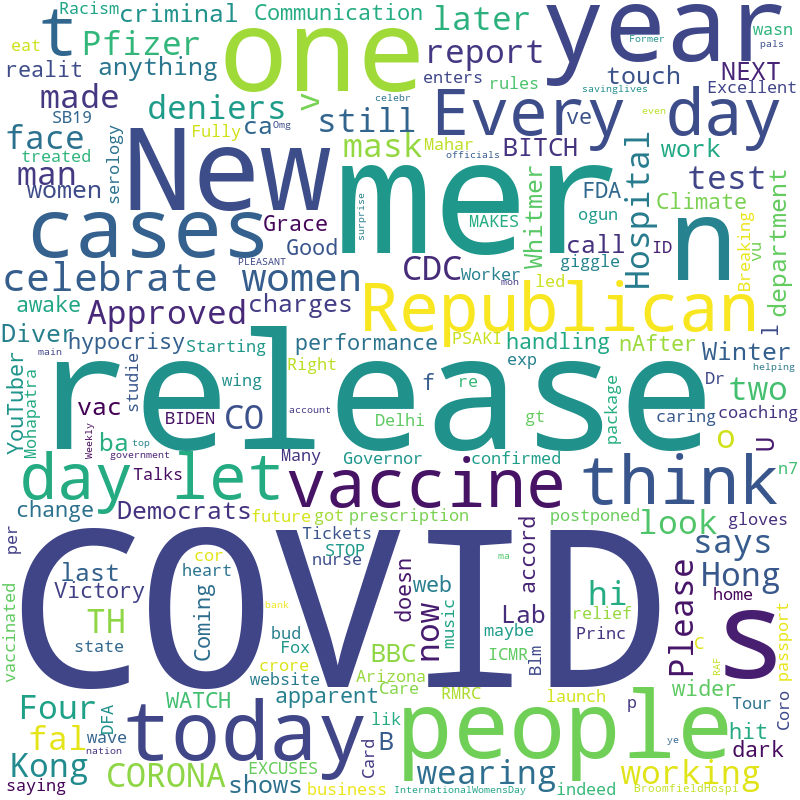 Racism criminal Communication later Former wasn
eat Pfizer one year pals
realit anything t report enters rules touch NEXT
savinglives Excellent
made deniers v celebr Every day
SB19 Fully ca Omg still ve even
face New mask Mahar BITCH work
treated serology officials
man women mer Hospital test
cases Grace surprise MAKES Whitmer FDA ogun n Climate department
Good call ID Breaking vu
PLEASANT CDC Worker giggle
celebrate women moh led
awake Approved charges Republican l
Diver hypocrisy Starting performance PSAKI handling nAfter Winter
YouTuber main studie wing Right exp Dr helping
Mohapatra release f re package caring
vac BIDEN CO account Delhi gt two coaching
ba Weekly top government Many Governor confirmed o U
day let Talks vaccine think n7
change Democrats future got prescription postponed look gloves
per Tickets cor STOP accord says
last heart nurse doesn web hi Hong
Victory Coming now Lab Please home
vaccinated TH COVID music maybe relief s
state bank bud Fox BBC ma ICMR Princ Blm c passport
crore Arizona
website Care RMRC wider RAF
Four WATCH apparent launch p Tour Coro
DFA today lik people hit
fal wave Card B dark
Kong nation CORONA EXCUSES shows wearing indeed working ye
saying business InternationalWomensDay BroomfieldHospi